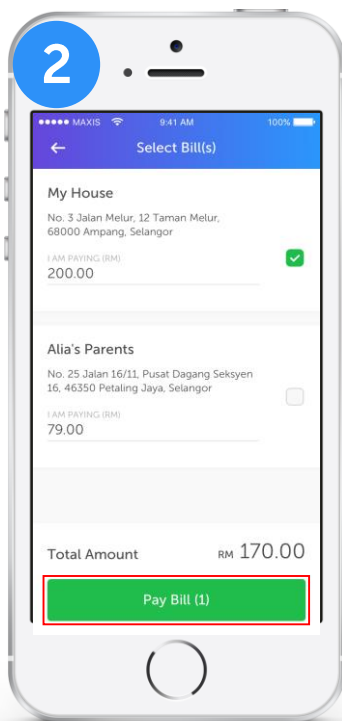 2
MAXIS 9:41 AM 100%
Select Bill(s)
My House
No. 3 Jalan Melur, 12 Taman Melur,
68000 Ampang, Selangor
I AM PAYING (RM)
200.00
Alia's Parents
No. 25 Jalan 16/11, Pusat Dagang Seksyen
16, 46350 Petaling Jaya, Selangor
I AM PAYING (RM)
79.00
Total Amount RM 170.00
Pay Bill (1)